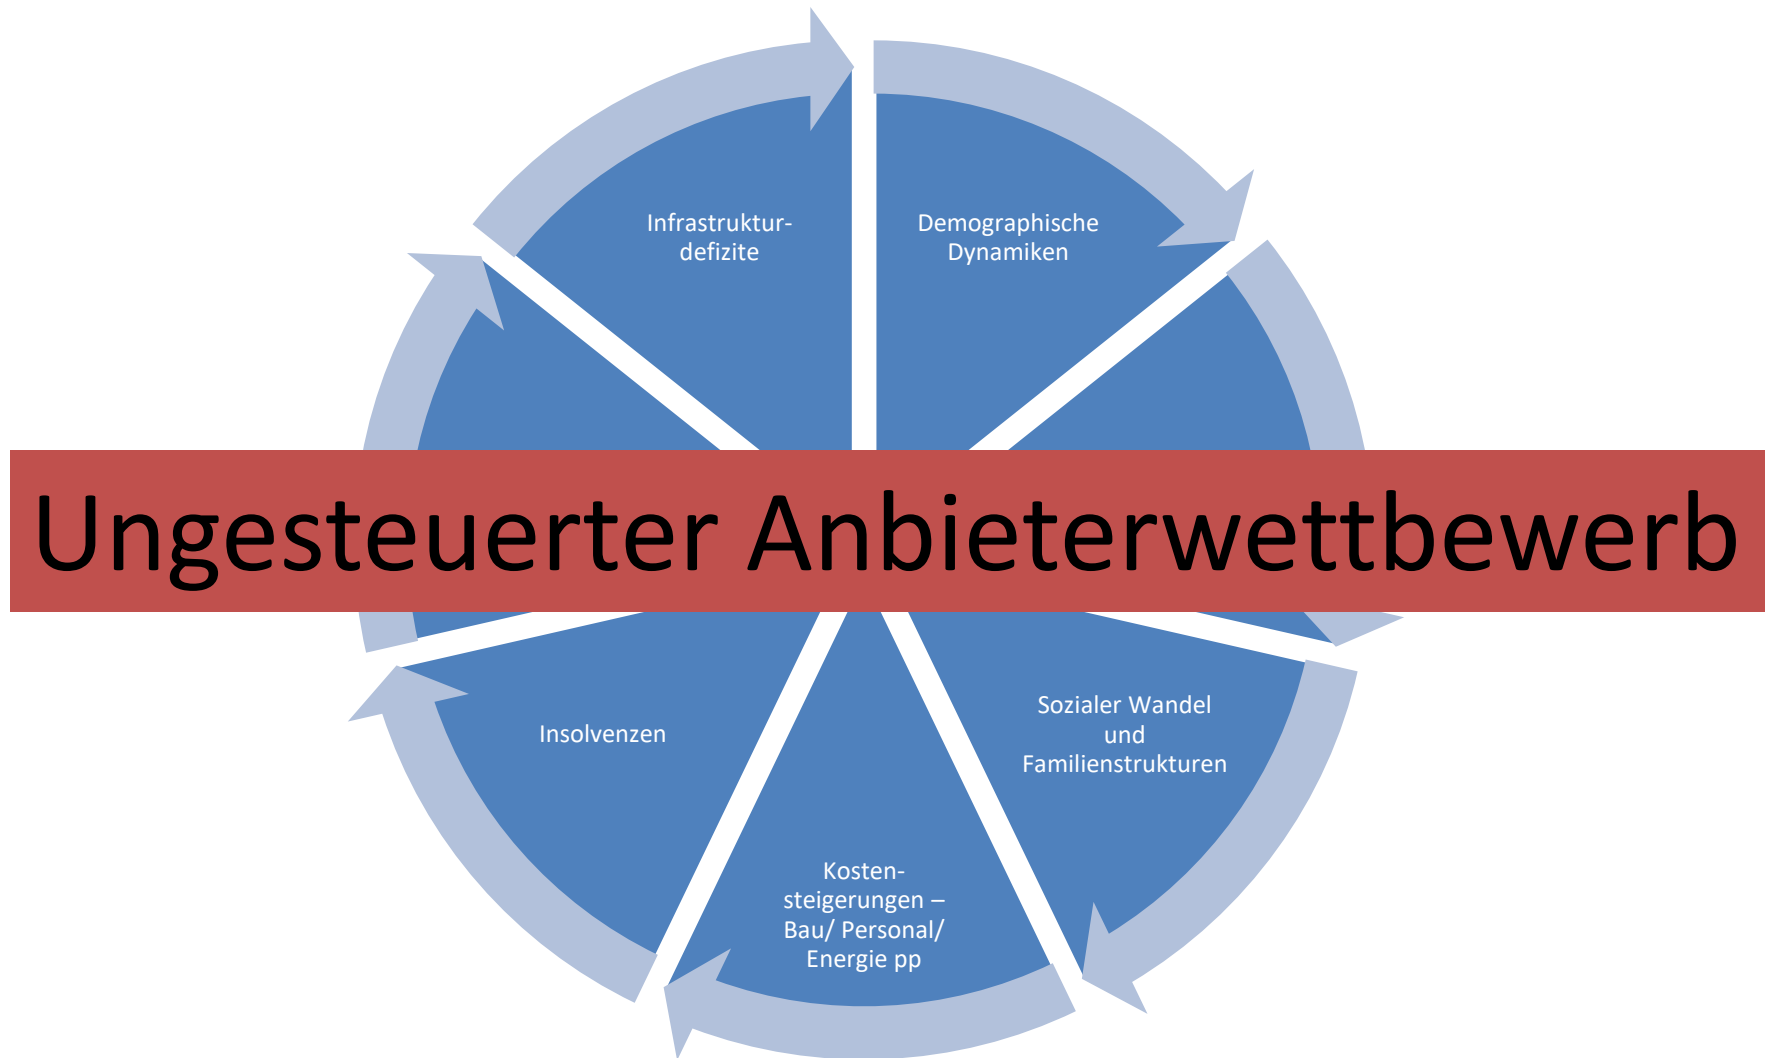 Infrastruktur-
defizite
Demographische
Dynamiken
Ungesteuerter Anbieterwettbewerb
Sozialer Wandel
und
Familienstrukturen
Insolvenzen
Kosten-
steigerungen –
Bau/ Personal/
Energie pp